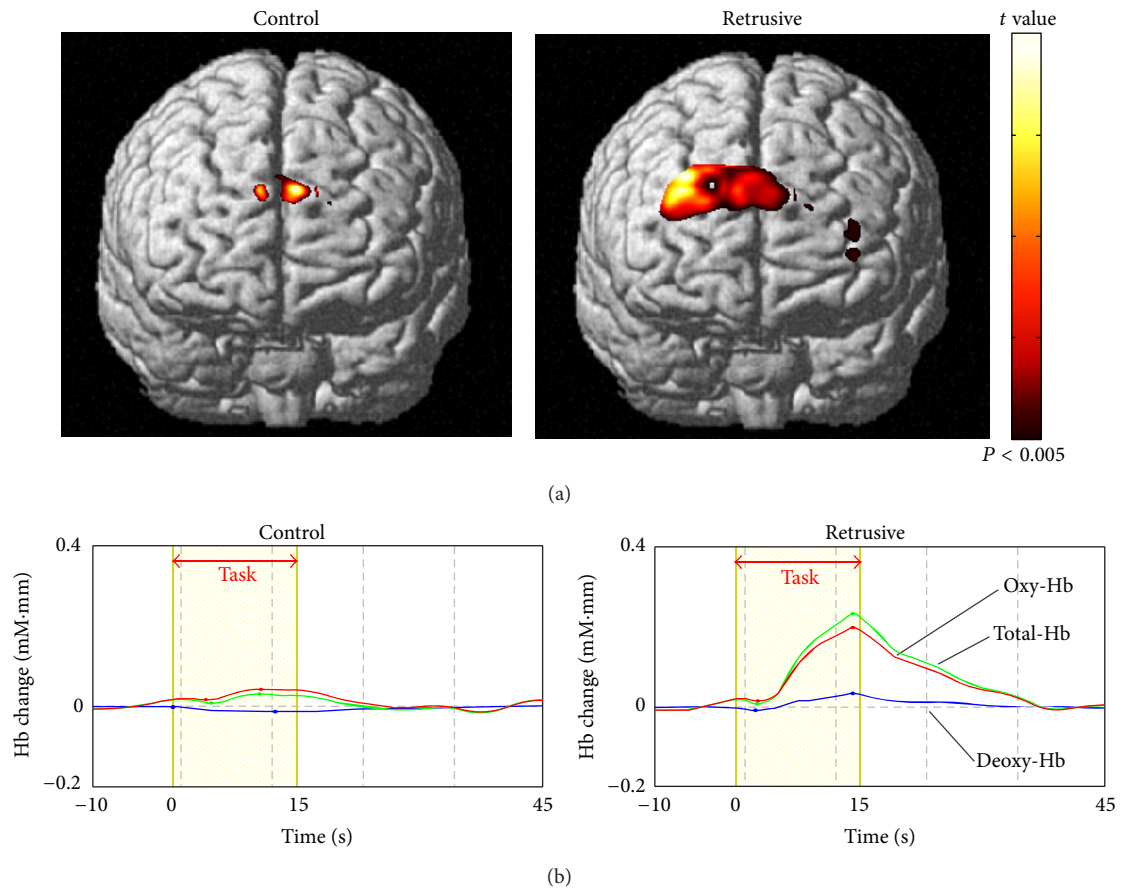 Control
Retrusive
t value
P < 0.005
(a)
Control
Retrusive
0.4
0
−0.2
Hb change (mM·mm)
Task
−10
0
15
45
Time (s)
0.4
0
−0.2
Hb change (mM·mm)
Task
Oxy-Hb
Total-Hb
Deoxy-Hb
−10
0
15
45
Time (s)
(b)